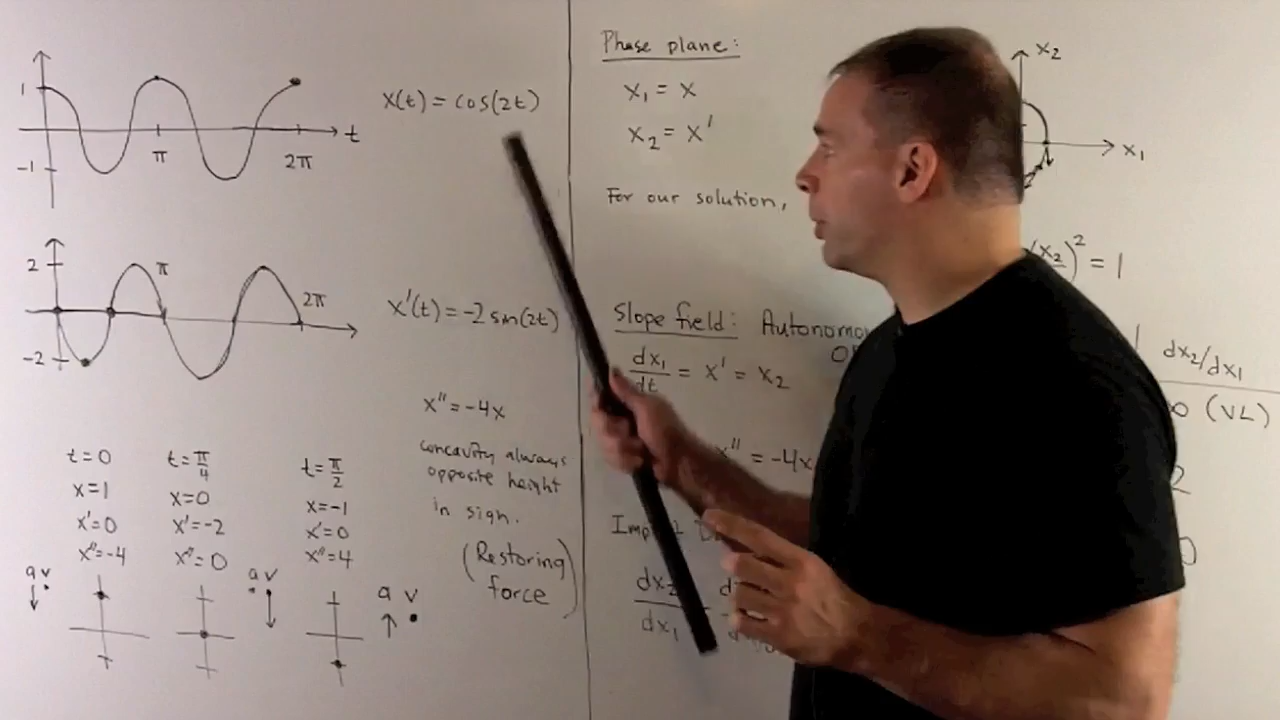 1
-1
π
2π
t
x(t) = cos(2t)
2
-2
π
2π
x'(t) = -2 sin(2t)
x'' = -4x
concavity always
opposite height
in sign.
(Restoring
force)
t=0
x=1
x'=0
x''=-4
t=π/4
x=0
x'=-2
x''=0
t=π/2
x=-1
x'=0
x''=4
a v
a v
a v
Phase plane:
x₁ = x
x₂ = x'
For our solution,
x₂
x₁
x₂)² = 1
Slope field:
dx₁/dt = x' = x₂
x'' = -4x
dx₂/dx₁
(VL)
dx₁